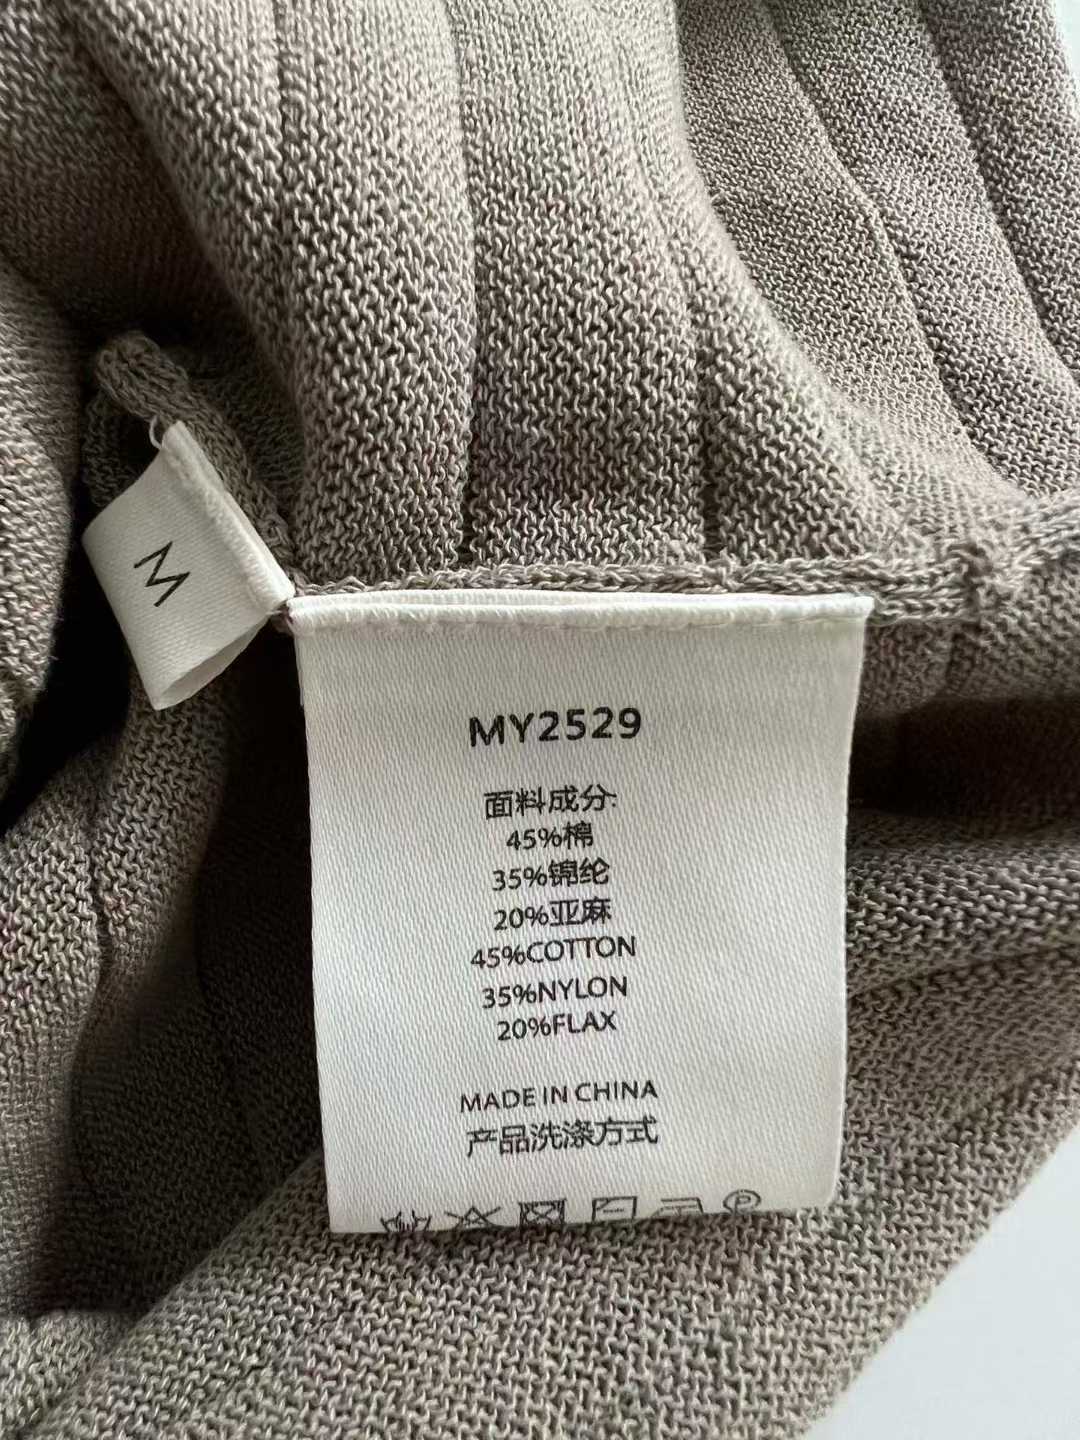 M
MY2529
面料成分:
45%棉
35%锦纶
20%亚麻
45%COTTON
35%NYLON
20%FLAX
MADE IN CHINA
产品洗涤方式
P